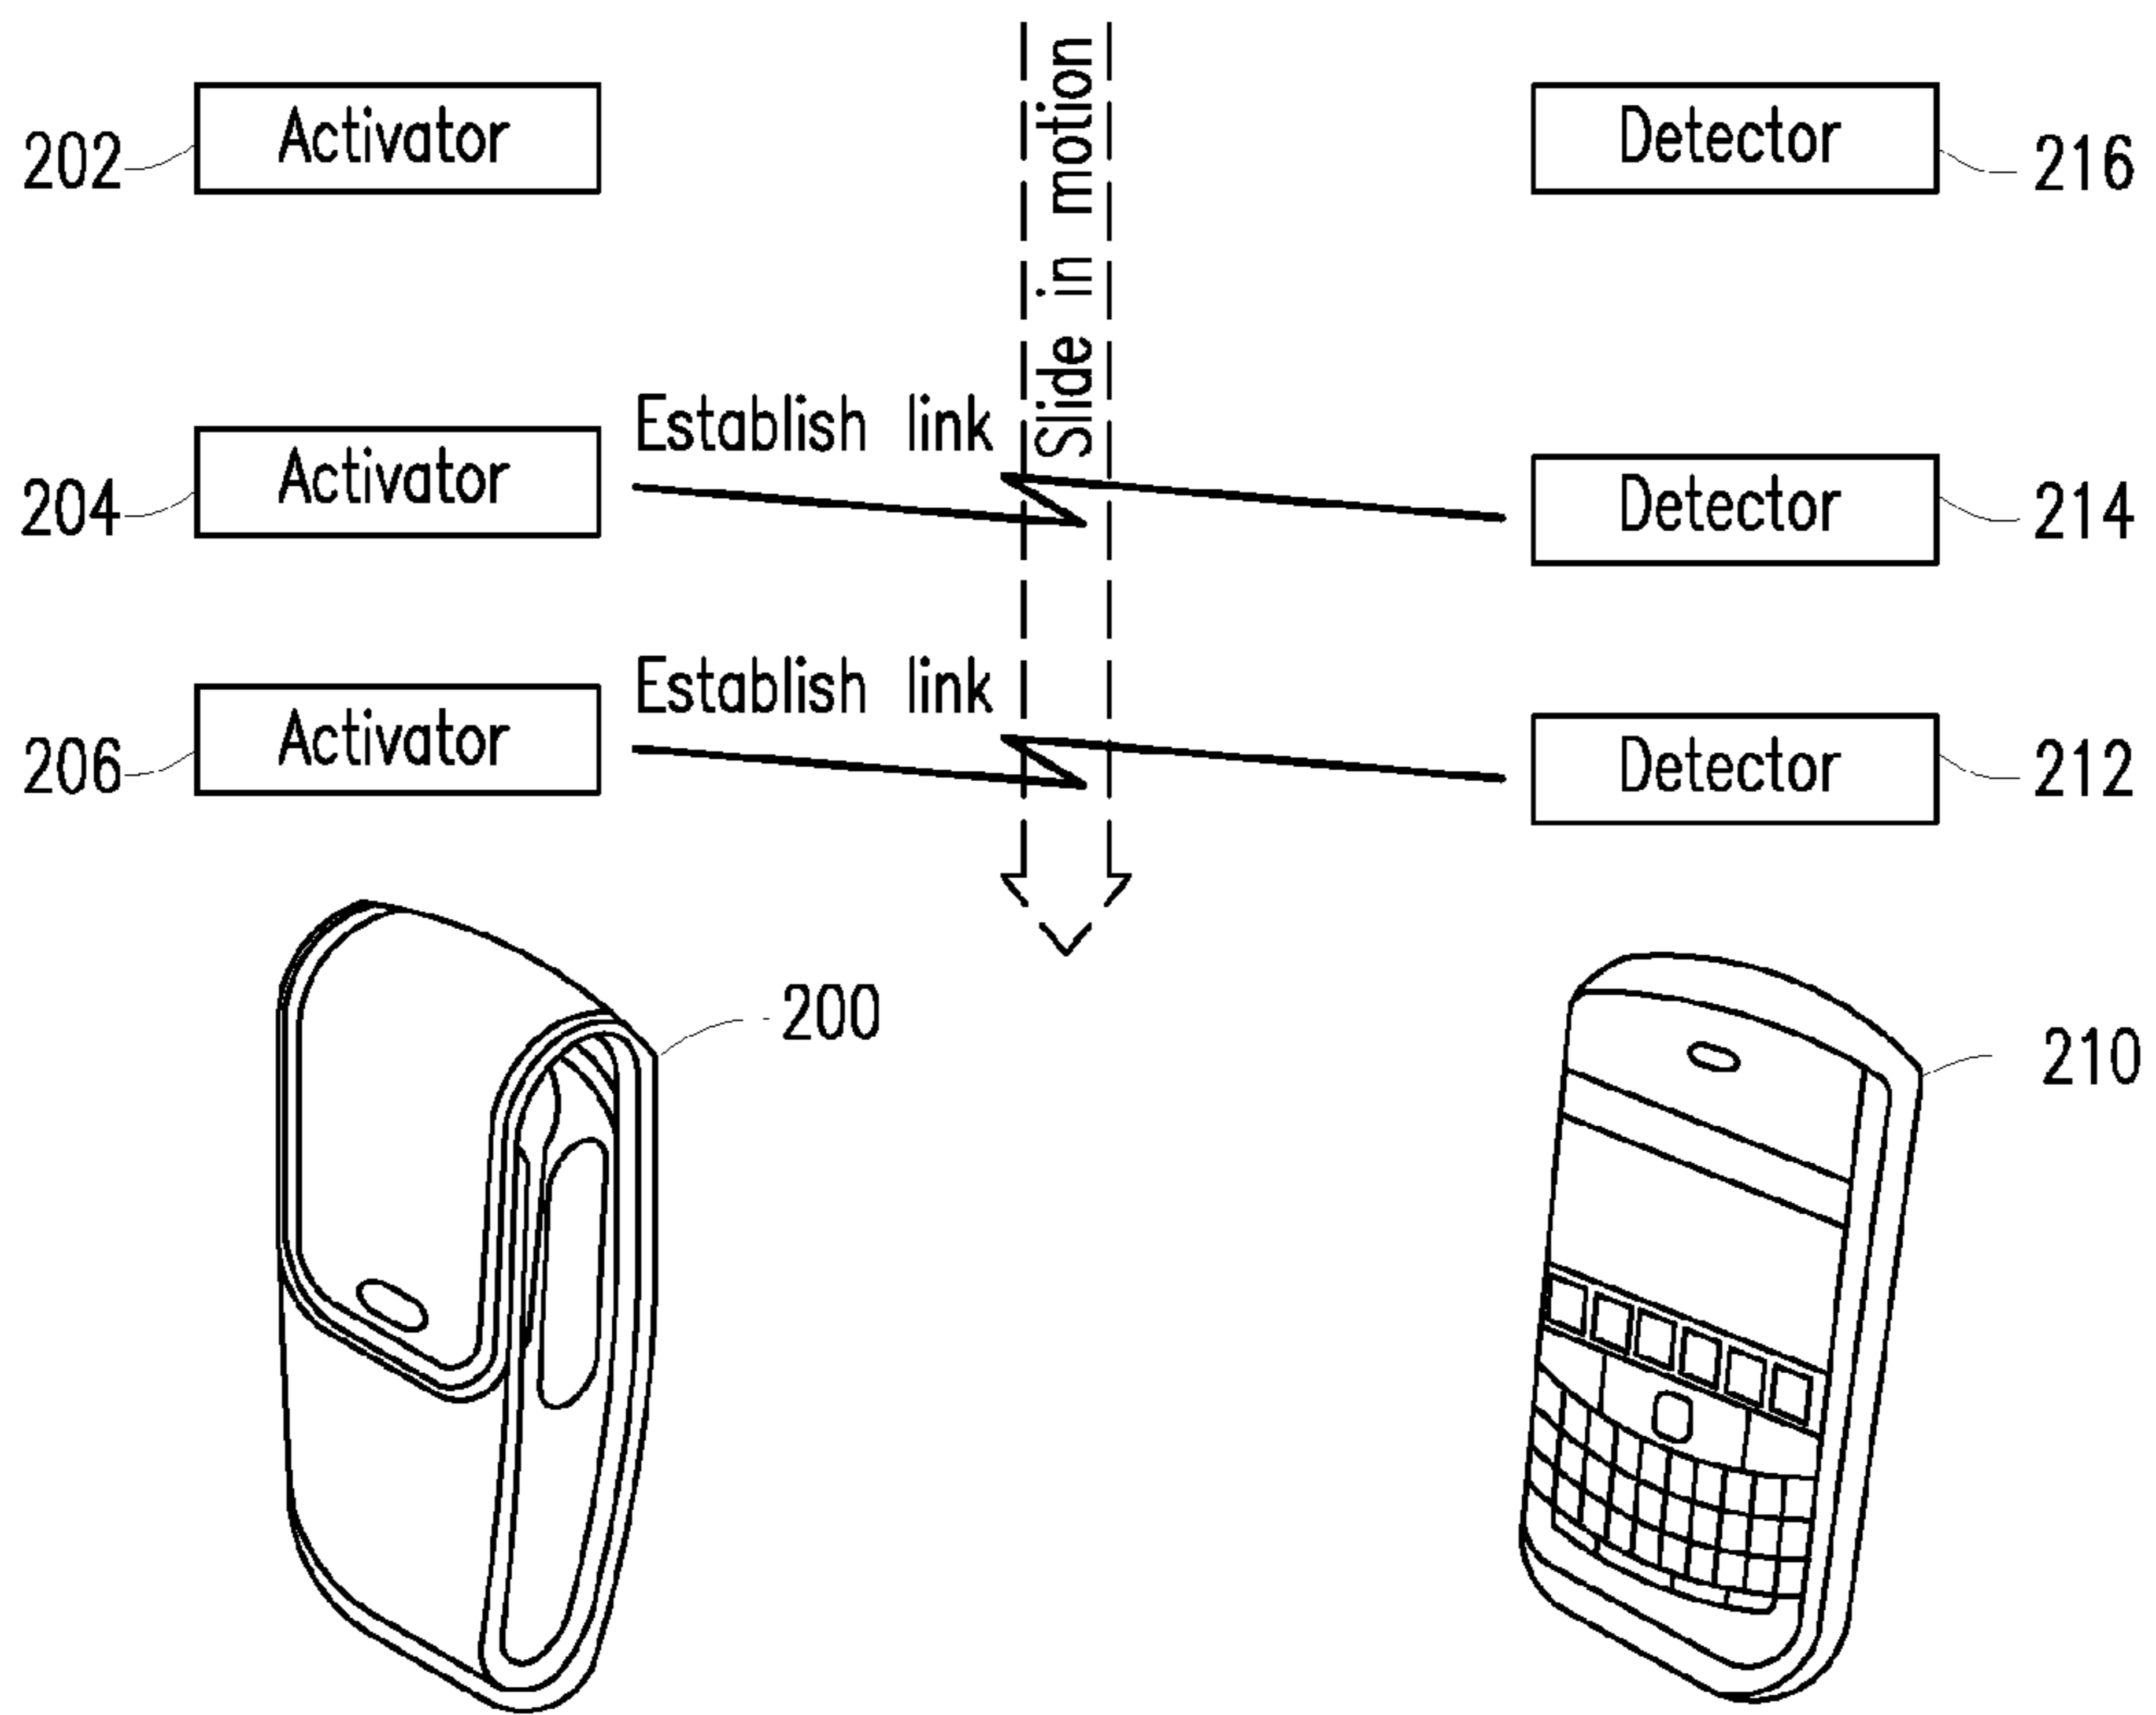 202
Activator
Slide in motion
Detector
216
Establish link
204
Activator
Detector
214
Establish link
206
Activator
Detector
212
200
210